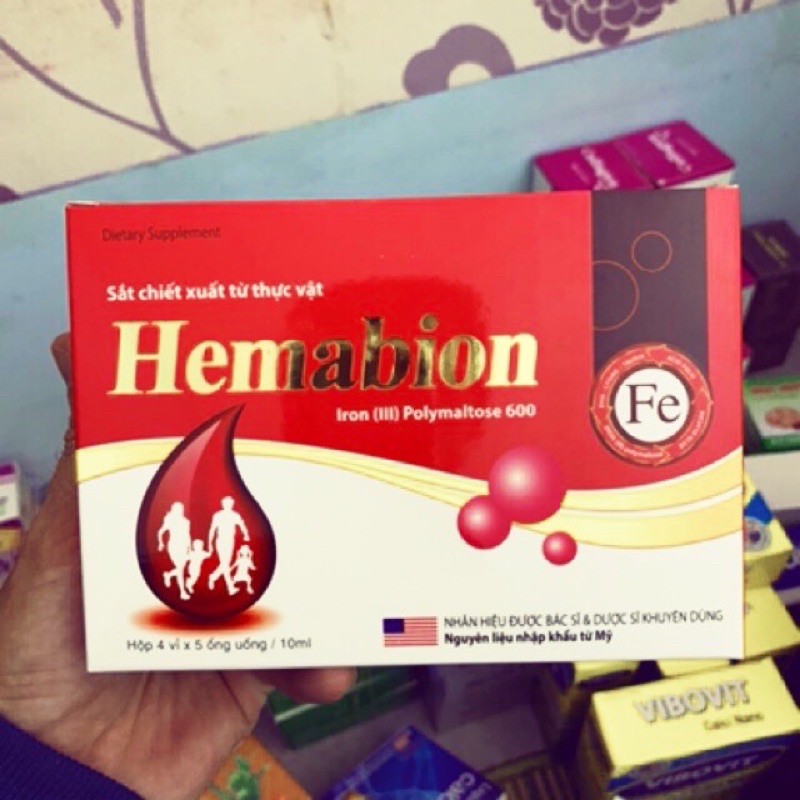 Dietary Supplement
Sắt chiết xuất từ thực vật
Hemabion
Iron (III) Polymaltose 600
Fe
NHÃN HIỆU ĐƯỢC BÁC SĨ & DƯỢC SĨ KHUYÊN DÙNG
Nguyên liệu nhập khẩu từ Mỹ
Hộp 4 vỉ x 5 ống uống / 10ml
VIBOVIT
VIBOVIT